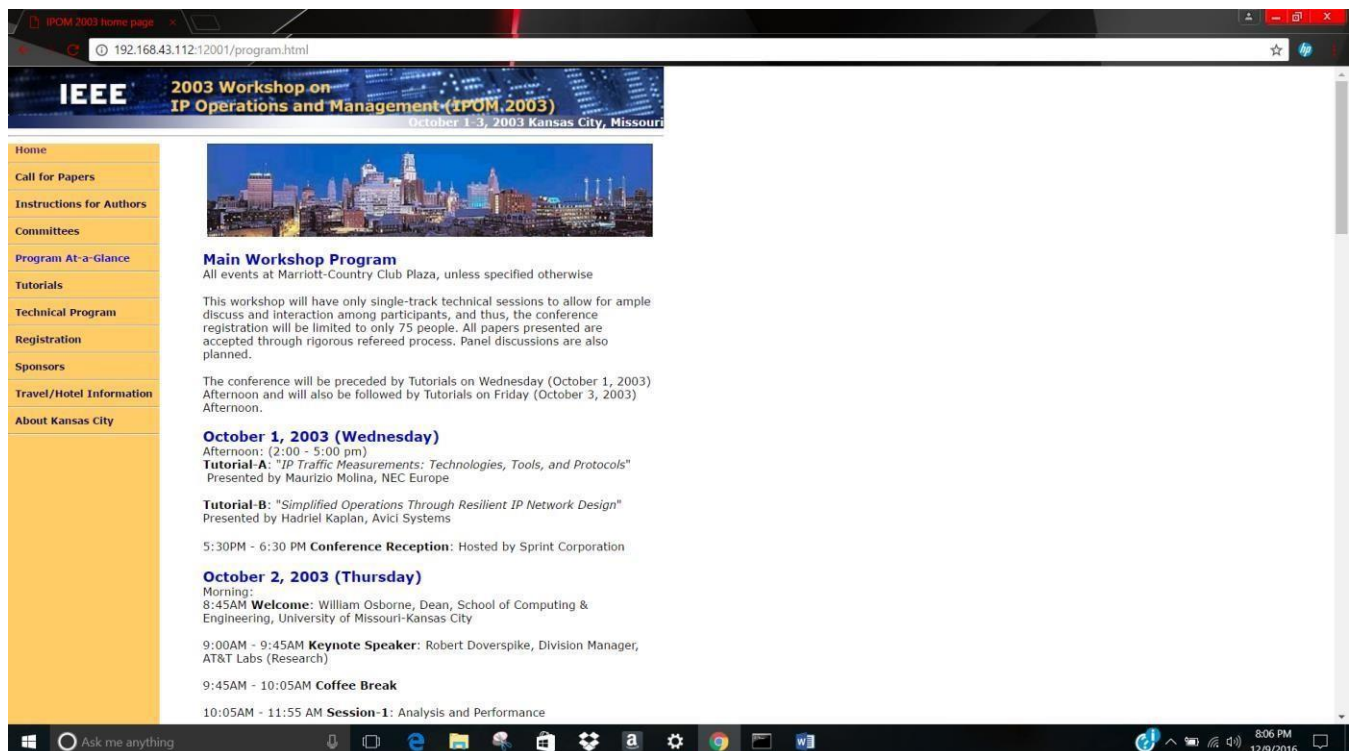 IPOM 2003 home page
192.168.43.112:12001/program.html
IEEE
2003 Workshop on
IP Operations and Management (IPOM 2003)
October 1-3, 2003 Kansas City, Missouri
Home
Call for Papers
Instructions for Authors
Committees
Program At-a-Glance
Tutorials
Technical Program
Registration
Sponsors
Travel/Hotel Information
About Kansas City
Main Workshop Program
All events at Marriott-Country Club Plaza, unless specified otherwise
This workshop will have only single-track technical sessions to allow for ample
discuss and interaction among participants, and thus, the conference
registration will be limited to only 75 people. All papers presented are
accepted through rigorous refereed process. Panel discussions are also
planned.
The conference will be preceded by Tutorials on Wednesday (October 1, 2003)
Afternoon and will also be followed by Tutorials on Friday (October 3, 2003)
Afternoon.
October 1, 2003 (Wednesday)
Afternoon: (2:00 - 5:00 pm)
Tutorial-A: "IP Traffic Measurements: Technologies, Tools, and Protocols"
Presented by Maurizio Molina, NEC Europe
Tutorial-B: "Simplified Operations Through Resilient IP Network Design"
Presented by Hadriel Kaplan, Avici Systems
5:30PM - 6:30 PM Conference Reception: Hosted by Sprint Corporation
October 2, 2003 (Thursday)
Morning:
8:45AM Welcome: William Osborne, Dean, School of Computing &
Engineering, University of Missouri-Kansas City
9:00AM - 9:45AM Keynote Speaker: Robert Doverspike, Division Manager,
AT&T Labs (Research)
9:45AM - 10:05AM Coffee Break
10:05AM - 11:55 AM Session-1: Analysis and Performance
Ask me anything
8:06 PM
12/9/2016